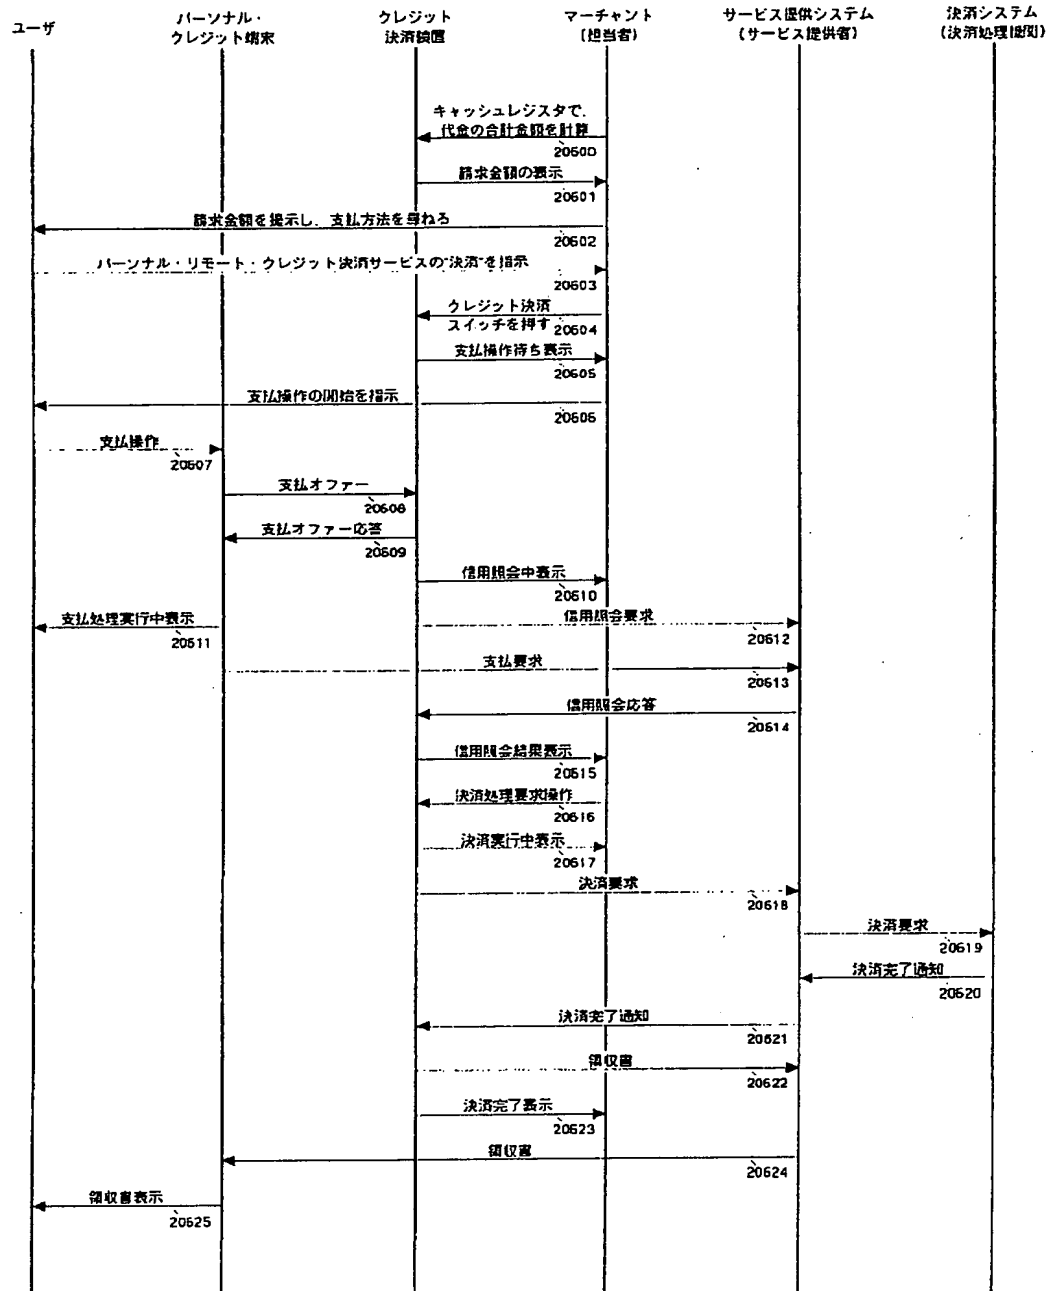 ユーザ
パーソナル・
クレジット端末
クレジット
決済装置
マーチャント
(担当者)
サービス提供システム
(サービス提供者)
決済システム
(決済処理機関)
キャッシュレジスタで、
代金の合計金額を計算
20600
請求金額の表示
20601
請求金額を提示し、支払方法を尋ねる
20602
パーソナル・リモート・クレジット決済サービスの"決済"を指示
20603
クレジット決済
スイッチを押す
20604
支払操作待ち表示
20605
支払操作の開始を指示
20606
支払操作
20607
支払オファー
20608
支払オファー応答
20609
信用照会中表示
20610
支払処理実行中表示
20611
信用照会要求
20612
支払要求
20613
信用照会応答
20614
信用照会結果表示
20615
決済処理要求操作
20616
決済実行中表示
20617
決済要求
20618
決済要求
20619
決済完了通知
20620
決済完了通知
20621
領収書
20622
決済完了表示
20623
領収書
20624
領収書表示
20625